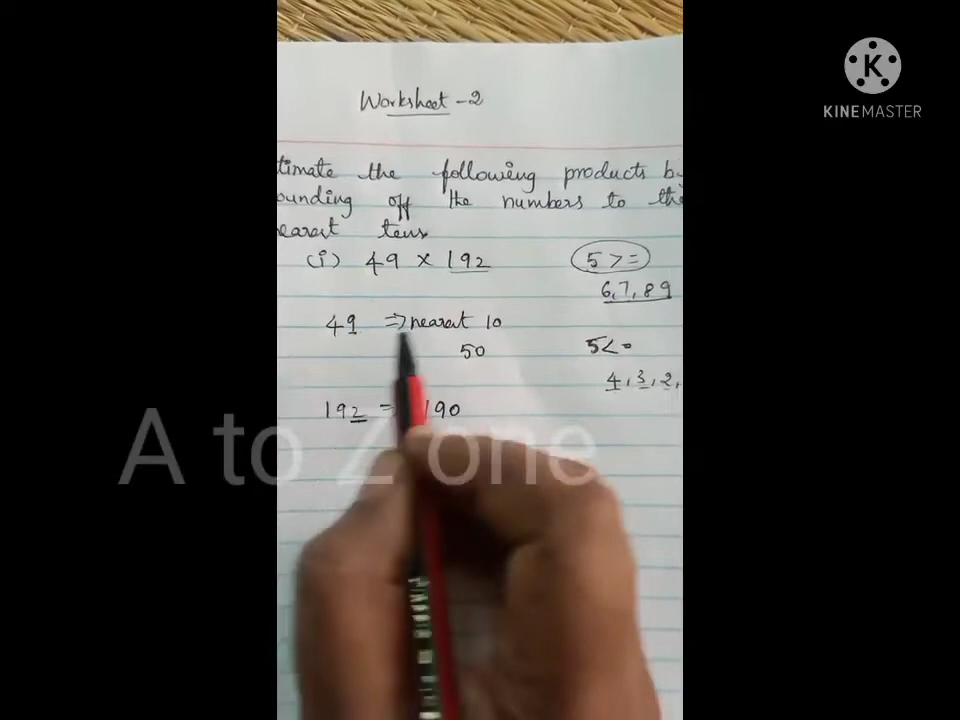 Worksheet - 2
timate the following products b
ounding off the numbers to the
earest tens
(i) 49 × 192
5 > =
6, 7, 8 9
49 ⇒ nearest 10
50
5 <
4, 3, 2,
192 ⇒ 190
A to Z one
K
KINEMASTER